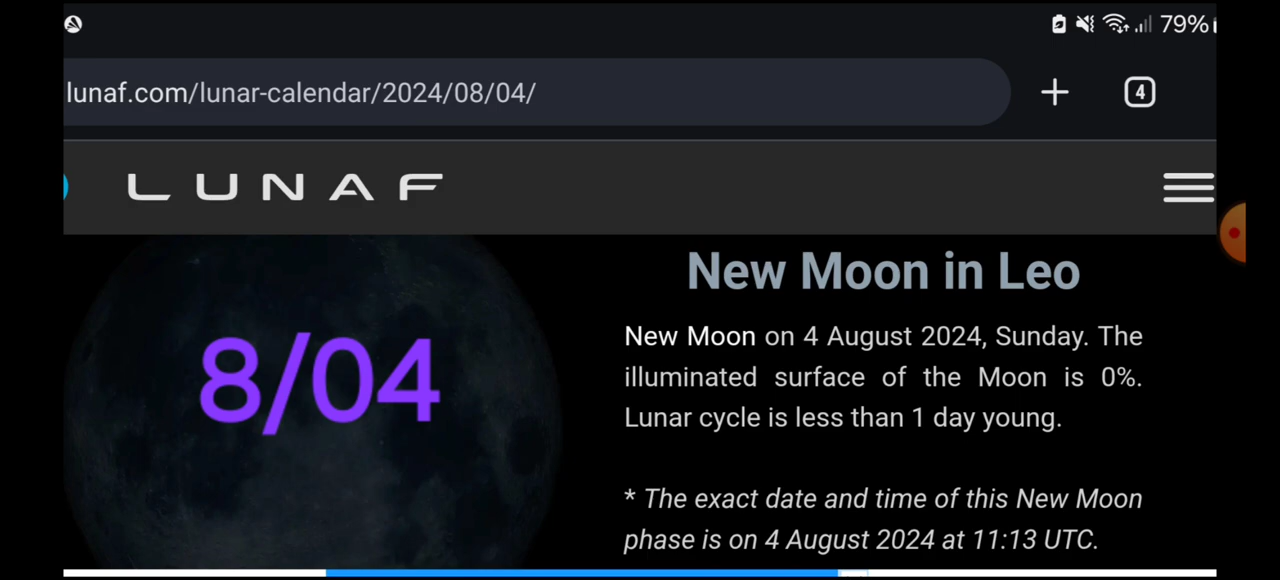 79%
lunaf.com/lunar-calendar/2024/08/04/
4
LUNAF
New Moon in Leo
8/04
New Moon on 4 August 2024, Sunday. The
illuminated surface of the Moon is 0%.
Lunar cycle is less than 1 day young.
* The exact date and time of this New Moon
phase is on 4 August 2024 at 11:13 UTC.